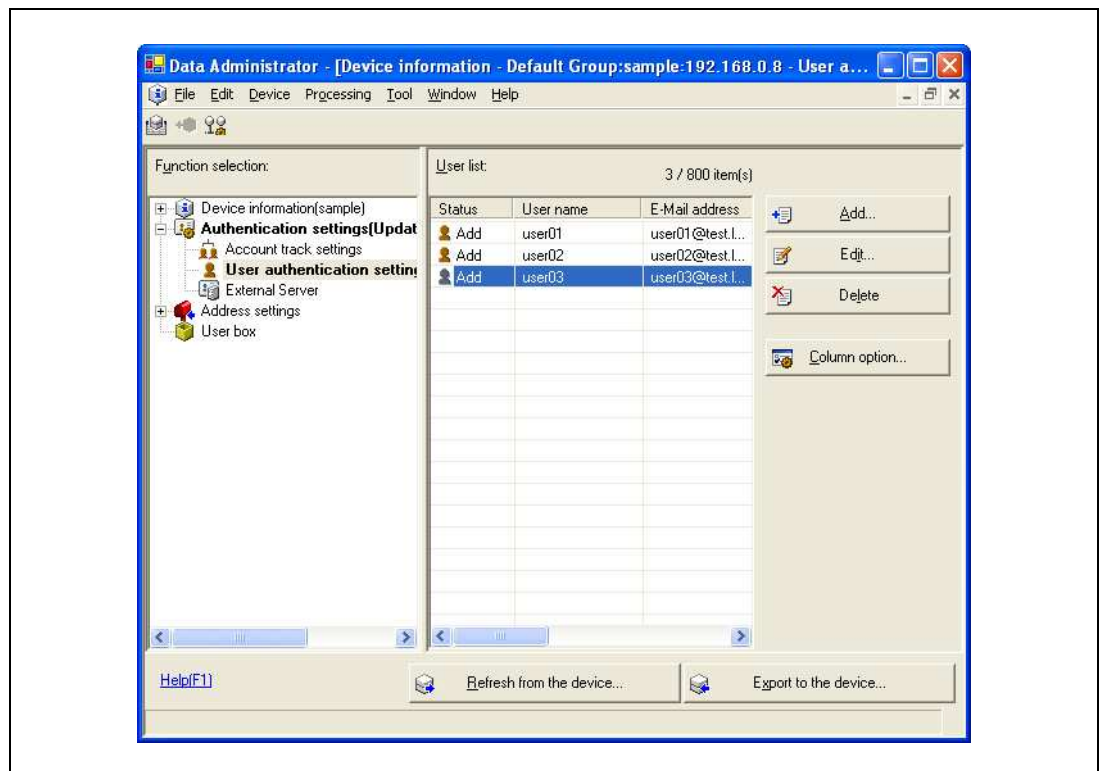 Data Administrator - [Device information - Default Group:sample:192.168.0.8 - User a...
File Edit Device Processing Tool Window Help
Function selection:
Device information(sample)
Authentication settings(Updat
Account track settings
User authentication setting
External Server
Address settings
User box
User list:
3 / 800 item(s)
Status User name E-Mail address
Add user01 user01@test.l...
Add user02 user02@test.l...
Add user03 user03@test.l...
Add...
Edit...
Delete
Column option...
Help(F1)
Refresh from the device...
Export to the device...